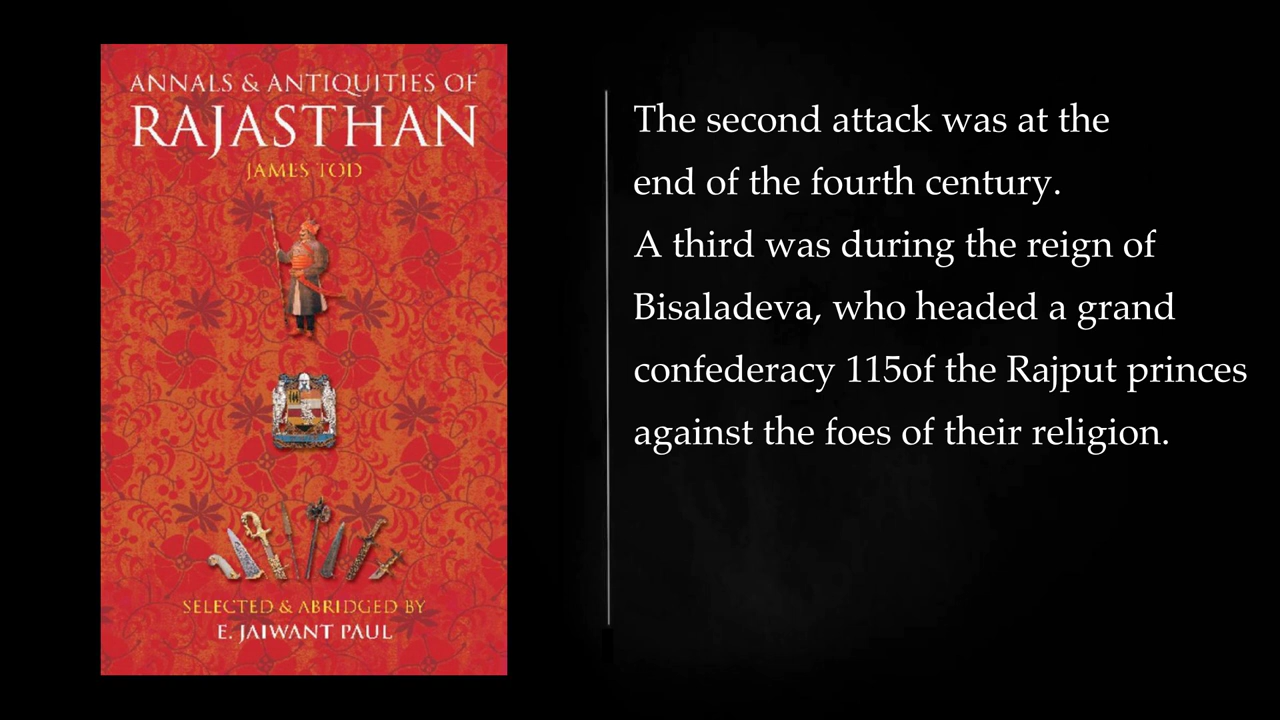 ANNALS & ANTIQUITIES OF
RAJASTHAN
JAMES TOD
SELECTED & ABRIDGED BY
E. JAIWANT PAUL
The second attack was at the
end of the fourth century.
A third was during the reign of
Bisaladeva, who headed a grand
confederacy 115of the Rajput princes
against the foes of their religion.